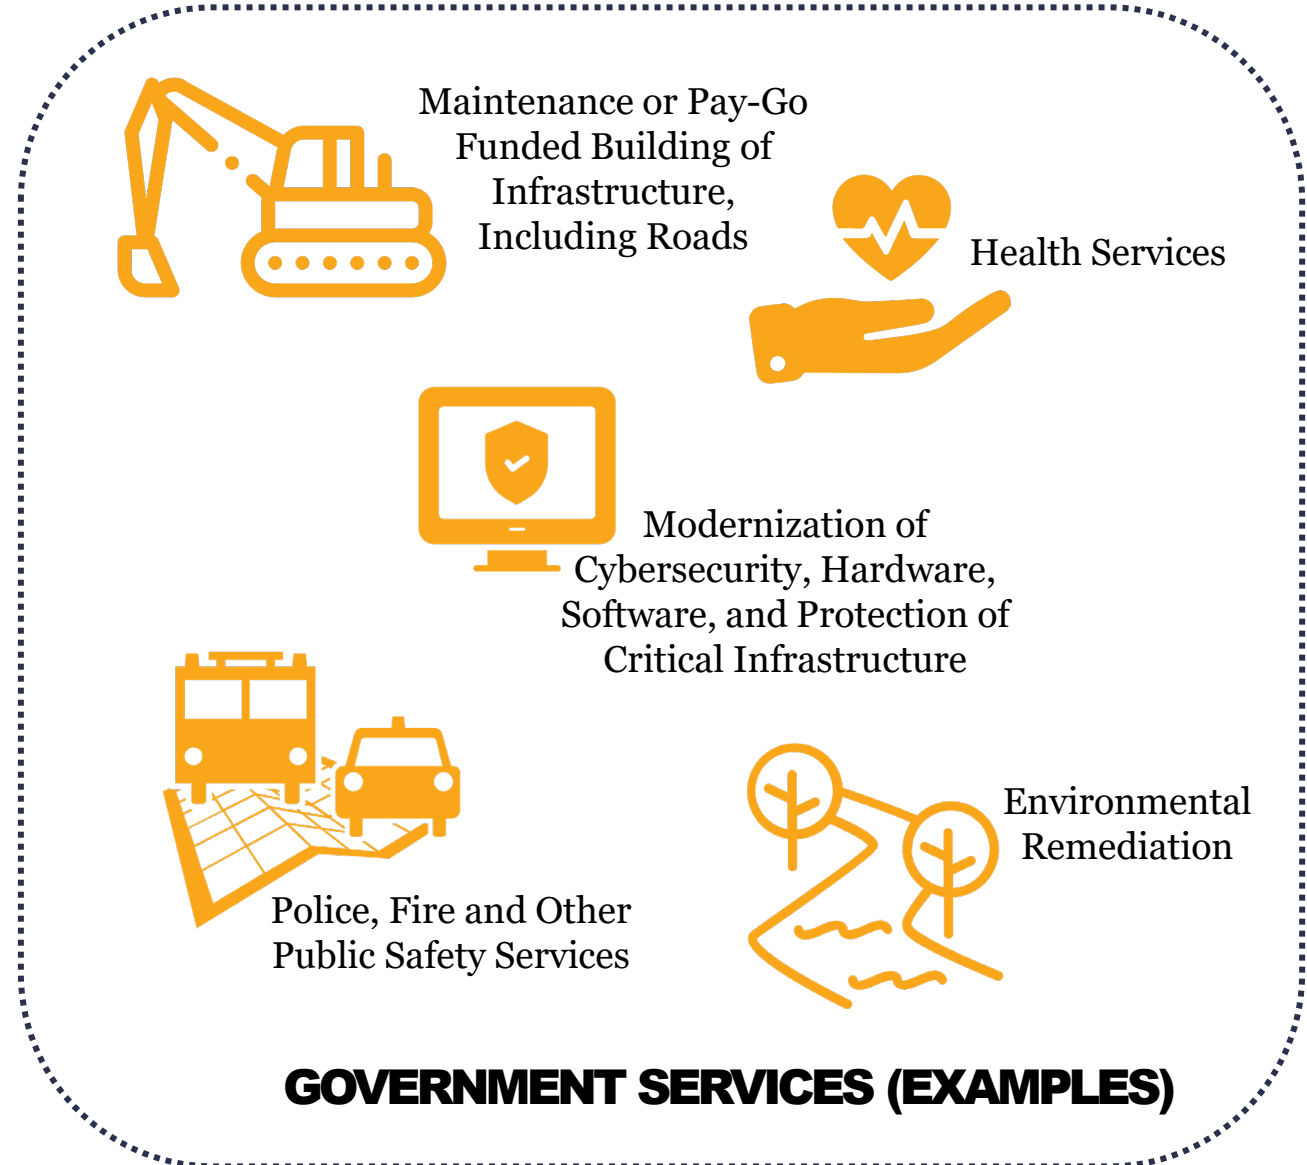 Maintenance or Pay-Go
Funded Building of
Infrastructure,
Including Roads
Health Services
Modernization of
Cybersecurity, Hardware,
Software, and Protection of
Critical Infrastructure
Environmental
Remediation
Police, Fire and Other
Public Safety Services
GOVERNMENT SERVICES (EXAMPLES)